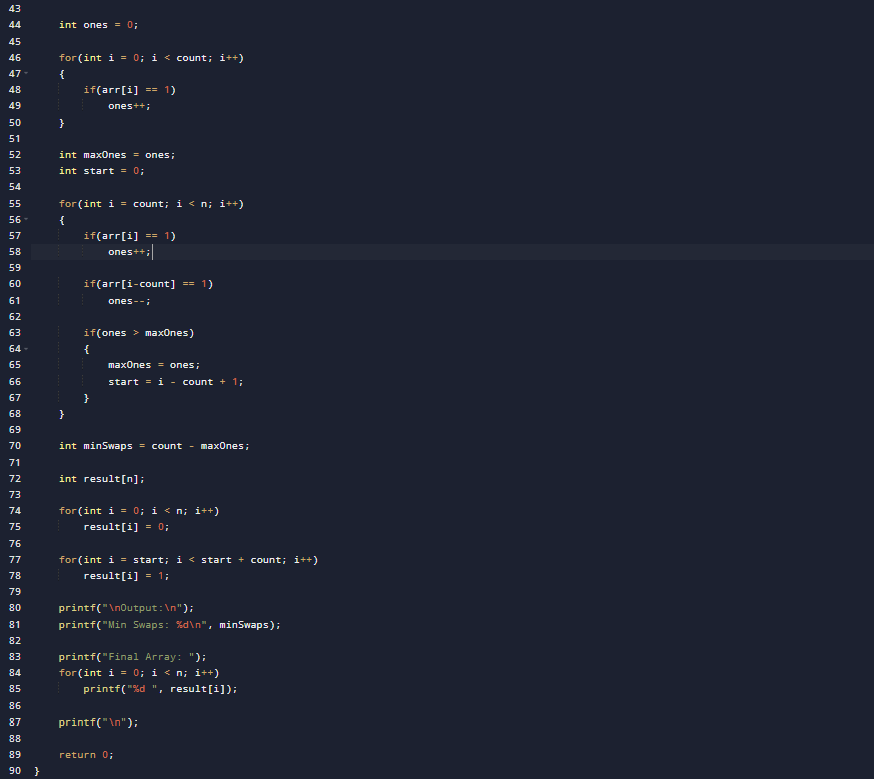 43
44 int ones = 0;
45
46 for(int i = 0; i < count; i++)
47 {
48 if(arr[i] == 1)
49 ones++;
50 }
51
52 int maxOnes = ones;
53 int start = 0;
54
55 for(int i = count; i < n; i++)
56 {
57 if(arr[i] == 1)
58 ones++;
59
60 if(arr[i-count] == 1)
61 ones--;
62
63 if(ones > maxOnes)
64 {
65 maxOnes = ones;
66 start = i - count + 1;
67 }
68 }
69
70 int minSwaps = count - maxOnes;
71
72 int result[n];
73
74 for(int i = 0; i < n; i++)
75 result[i] = 0;
76
77 for(int i = start; i < start + count; i++)
78 result[i] = 1;
79
80 printf("\nOutput:\n");
81 printf("Min Swaps: %d\n", minSwaps);
82
83 printf("Final Array: ");
84 for(int i = 0; i < n; i++)
85 printf("%d ", result[i]);
86
87 printf("\n");
88
89 return 0;
90 }